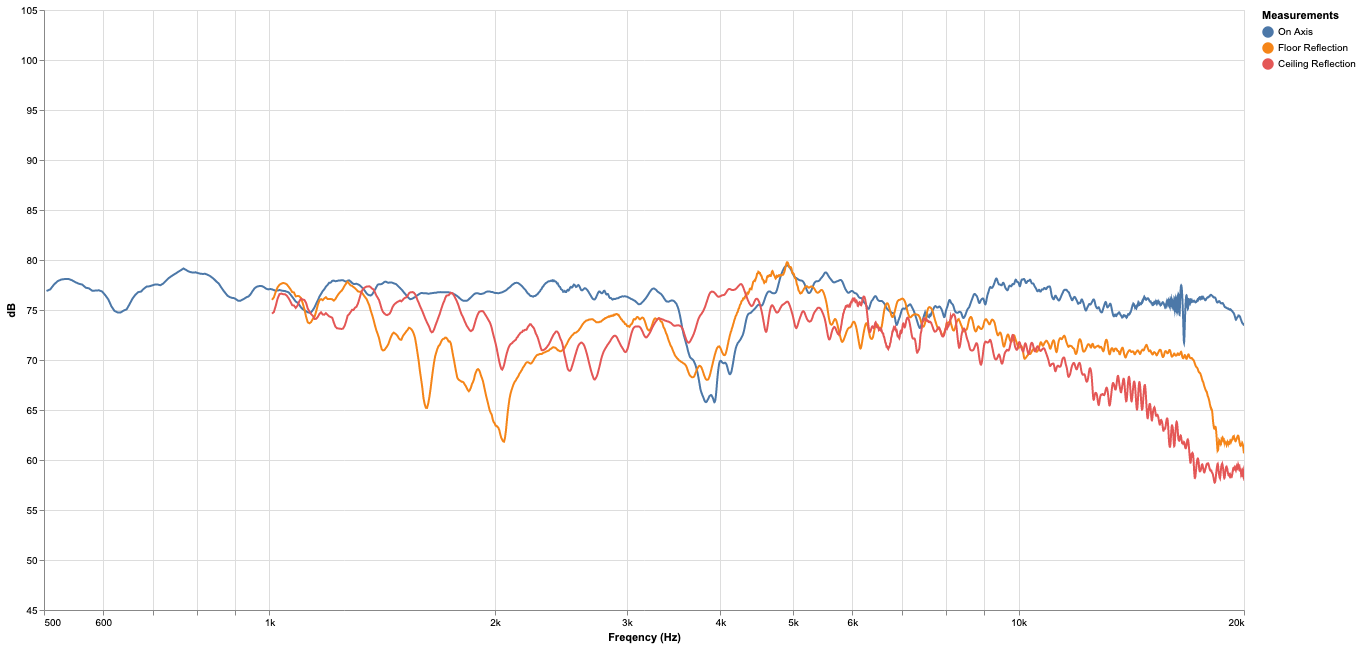 105
100
95
90
85
80
75
70
65
60
55
50
45
dB
500 600 1k 2k 3k 4k 5k 6k 10k 20k
Freqency (Hz)
Measurements
On Axis
Floor Reflection
Ceiling Reflection